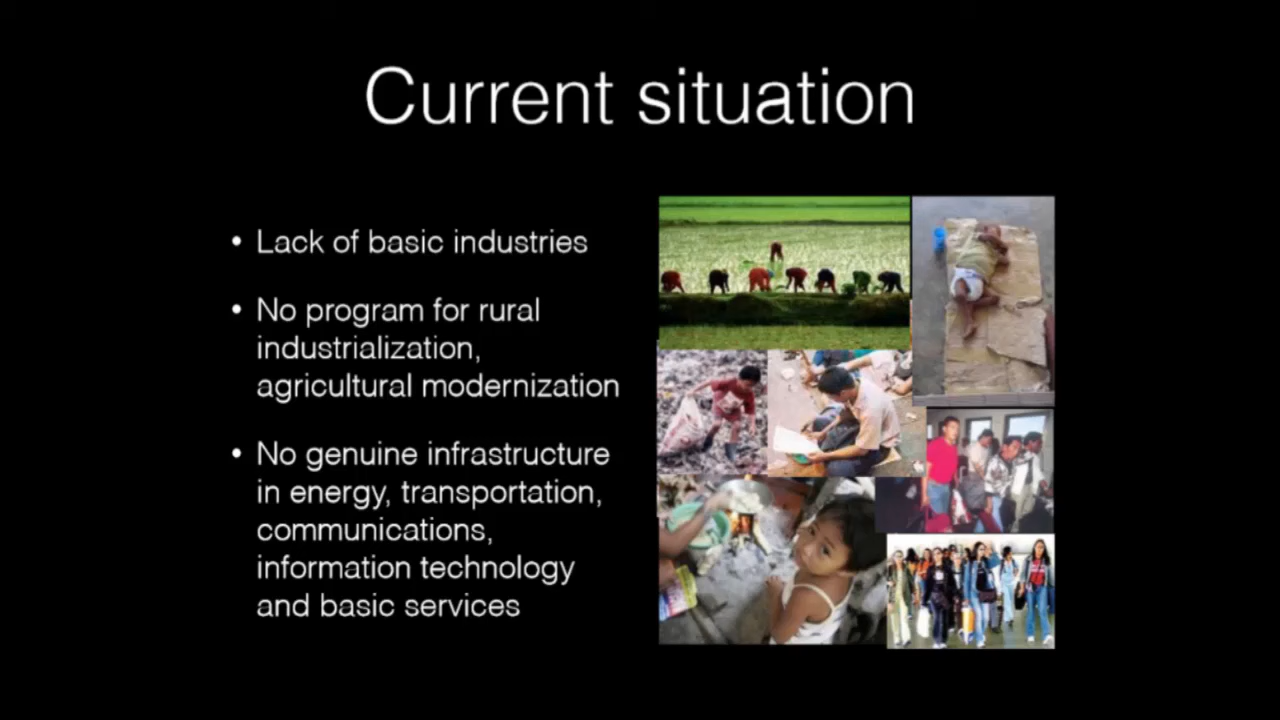 Current situation
• Lack of basic industries
• No program for rural
industrialization,
agricultural modernization
• No genuine infrastructure
in energy, transportation,
communications,
information technology
and basic services